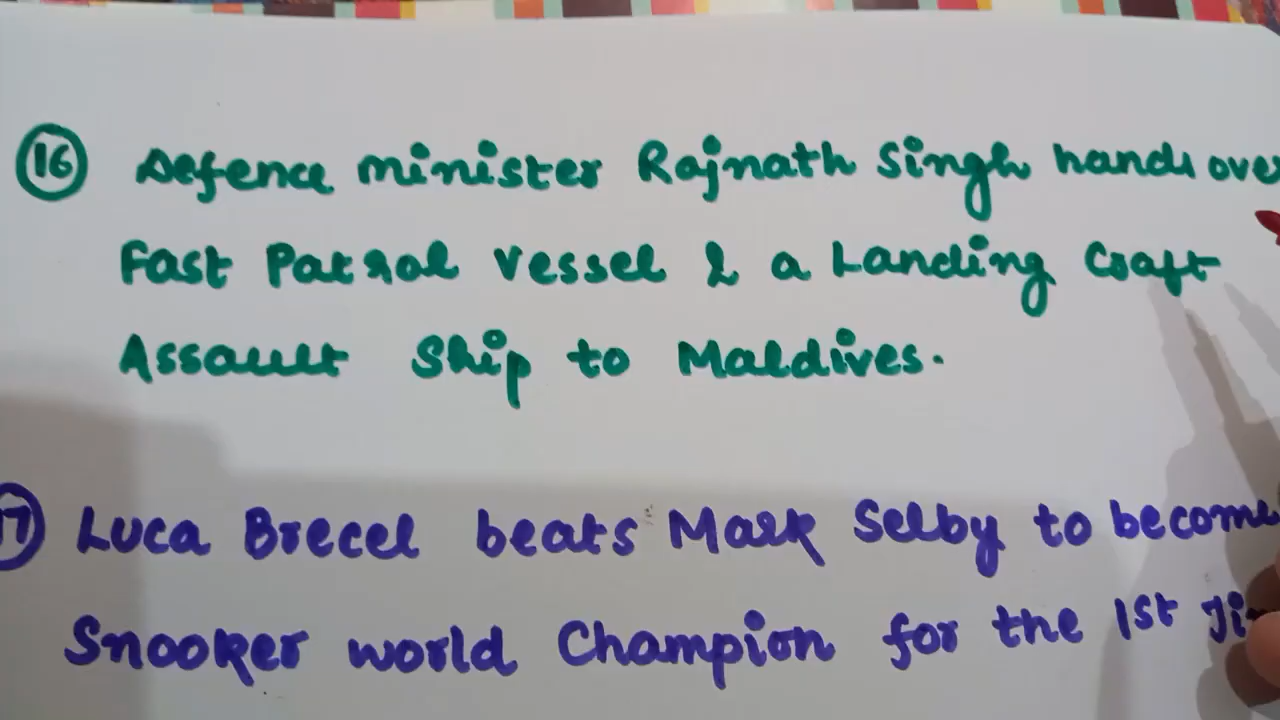 16 Defence minister Rajnath Singh hands over
Fast Patrol Vessel & a Landing Craft
Assault Ship to Maldives.
17 Luca Brecel beats Mark Selby to become
Snooker world Champion for the 1st